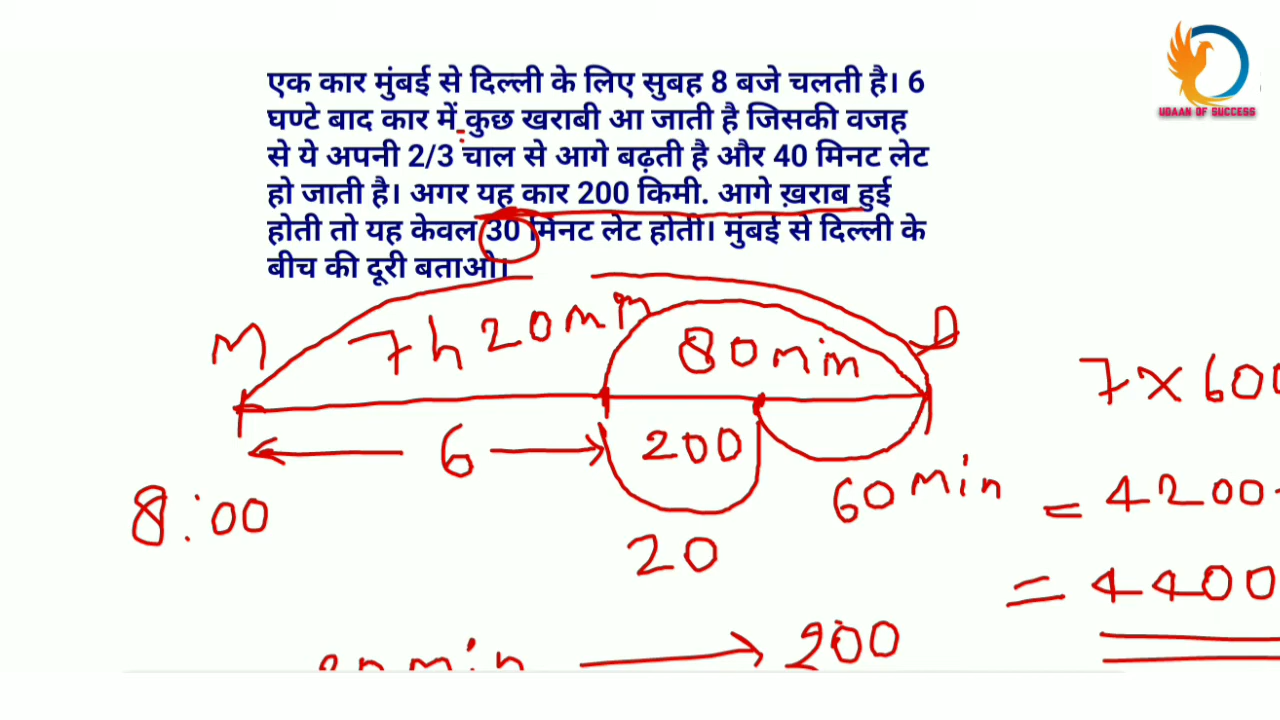 UDAAN OF SUCCESS
एक कार मुंबई से दिल्ली के लिए सुबह 8 बजे चलती है। 6
घण्टे बाद कार में कुछ खराबी आ जाती है जिसकी वजह
से ये अपनी 2/3 चाल से आगे बढ़ती है और 40 मिनट लेट
हो जाती है। अगर यह कार 200 किमी. आगे ख़राब हुई
होती तो यह केवल 30 मिनट लेट होती। मुंबई से दिल्ली के
बीच की दूरी बताओ।
M 7h 20min 80min D
7×600
6 200
60min
= 4200
8:00
20
= 4400
min → 200